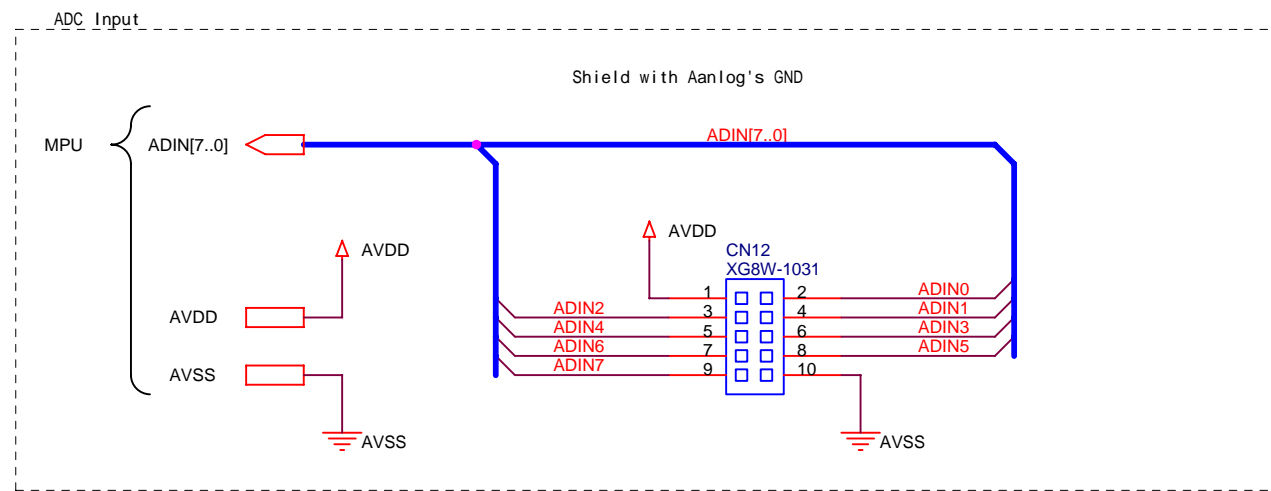 ADC Input
Shield with Aanlog's GND
MPU
ADIN[7..0]
ADIN[7..0]
AVDD
AVDD
CN12
XG8W-1031
1 2 ADIN0
ADIN2 3 4 ADIN1
AVDD
ADIN4 5 6 ADIN3
ADIN6 7 8 ADIN5
AVSS
ADIN7 9 10
AVSS
AVSS